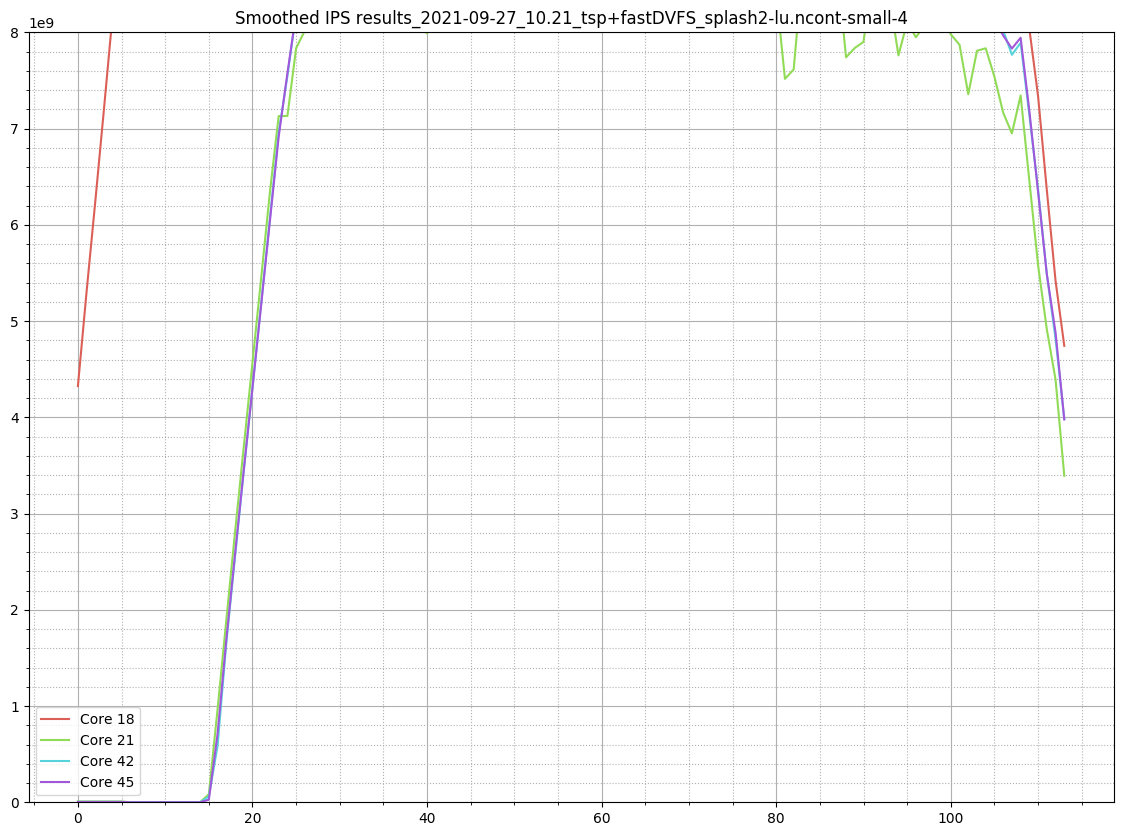 Smoothed IPS results_2021-09-27_10.21_tsp+fastDVFS_splash2-lu.ncont-small-4
1e9
8
7
6
5
4
3
2
1
0
Core 18
Core 21
Core 42
Core 45
0 20 40 60 80 100